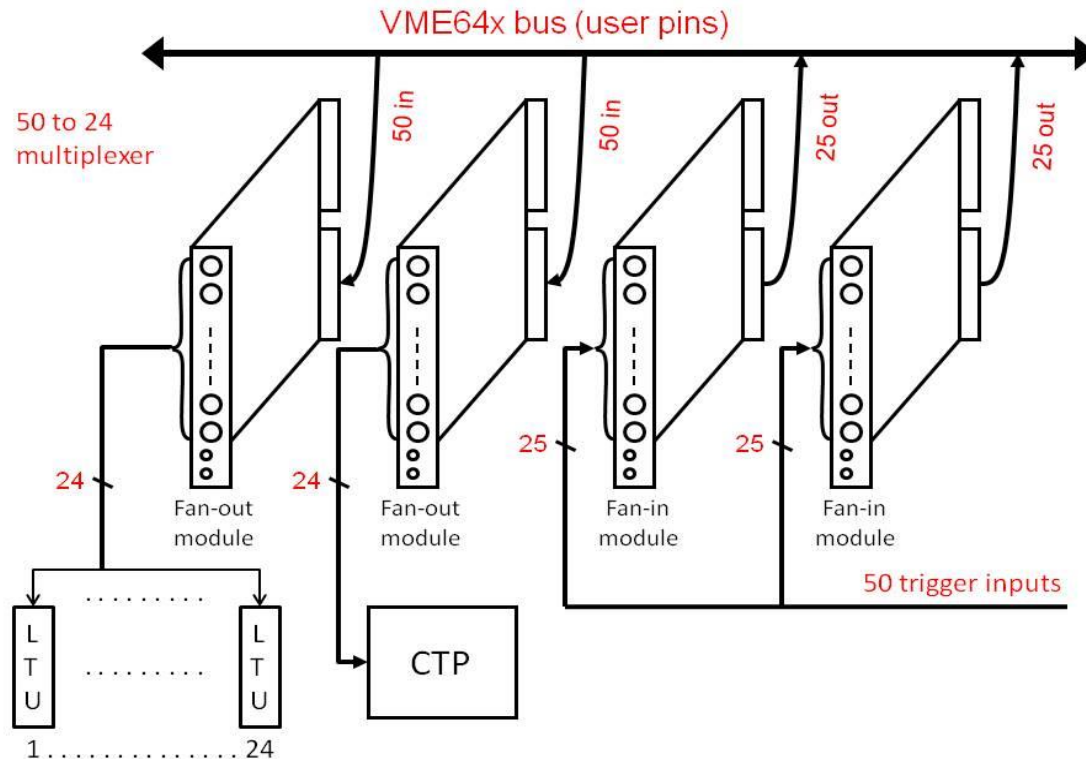 VME64x bus (user pins)
50 to 24
multiplexer
50 in
50 in
25 out
25 out
24
24
25
25
Fan-out
module
Fan-out
module
Fan-in
module
Fan-in
module
50 trigger inputs
. . . . . . . . .
L
T
U
L
T
U
. . . . . . . . .
CTP
1 . . . . . . . . . . . . . . 24